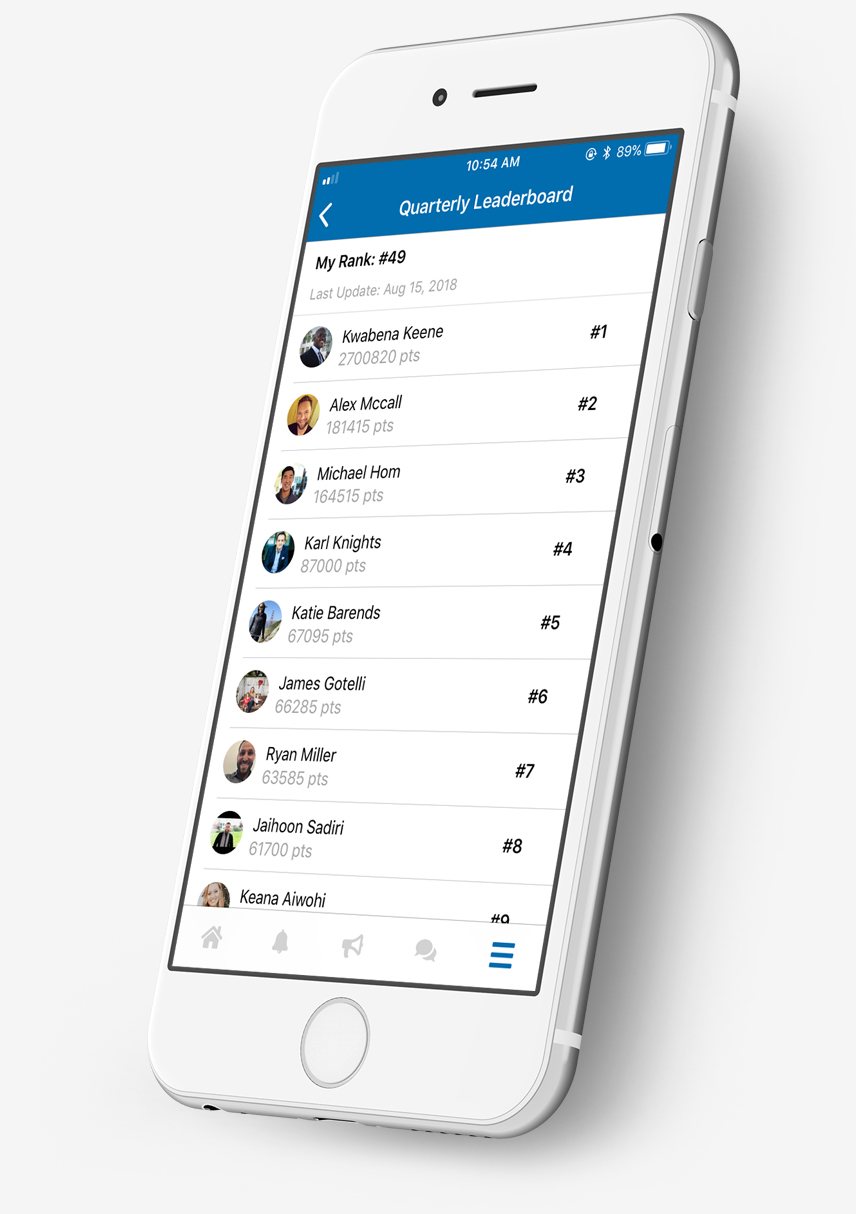 10:54 AM 89%
Quarterly Leaderboard
My Rank: #49
Last Update: Aug 15, 2018
Kwabena Keene #1
2700820 pts
Alex Mccall #2
181415 pts
Michael Hom #3
164515 pts
Karl Knights #4
87000 pts
Katie Barends #5
67095 pts
James Gotelli #6
66285 pts
Ryan Miller #7
63585 pts
Jaihoon Sadiri #8
61700 pts
Keana Aiwohi #9